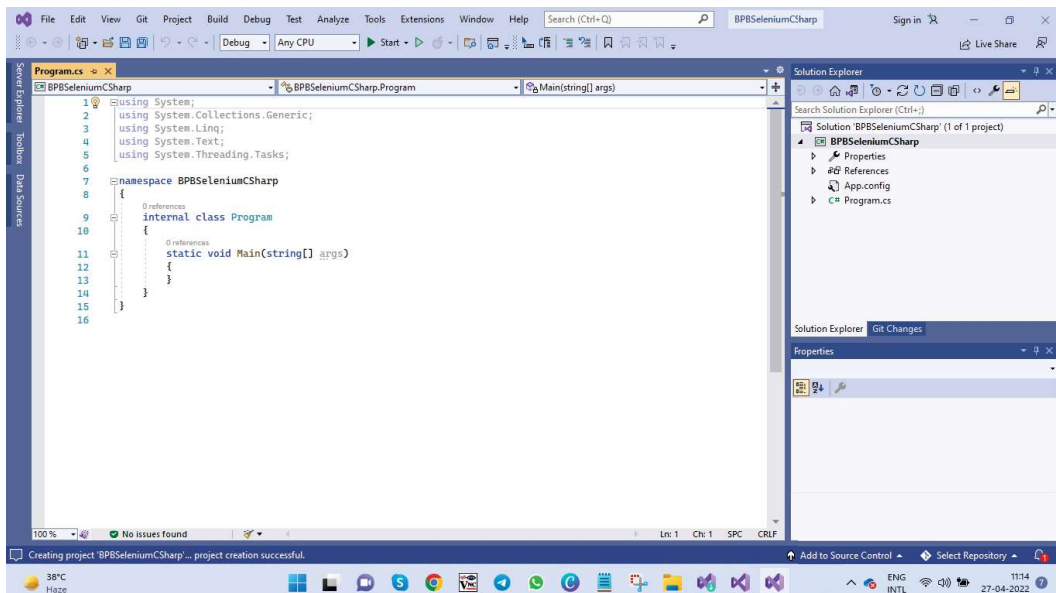 File Edit View Git Project Build Debug Test Analyze Tools Extensions Window Help Search (Ctrl+Q) BPBSeleniumCSharp Sign in
Debug Any CPU Start Live Share
Server Explorer
Toolbox
Data Sources
Program.cs
BPBSeleniumCSharp BPBSeleniumCSharp.Program Main(string[] args)
1 using System;
2 using System.Collections.Generic;
3 using System.Linq;
4 using System.Text;
5 using System.Threading.Tasks;
6
7 namespace BPBSeleniumCSharp
8 {
0 references
9 internal class Program
10 {
0 references
11 static void Main(string[] args)
12 {
13 }
14 }
15 }
16
100 % No issues found Ln: 1 Ch: 1 SPC CRLF
Solution Explorer
Search Solution Explorer (Ctrl+;)
Solution 'BPBSeleniumCSharp' (1 of 1 project)
BPBSeleniumCSharp
Properties
References
App.config
C# Program.cs
Solution Explorer Git Changes
Properties
Creating project 'BPBSeleniumCSharp'... project creation successful. Add to Source Control Select Repository
38°C
Haze
ENG
INTL
11:14
27-04-2022